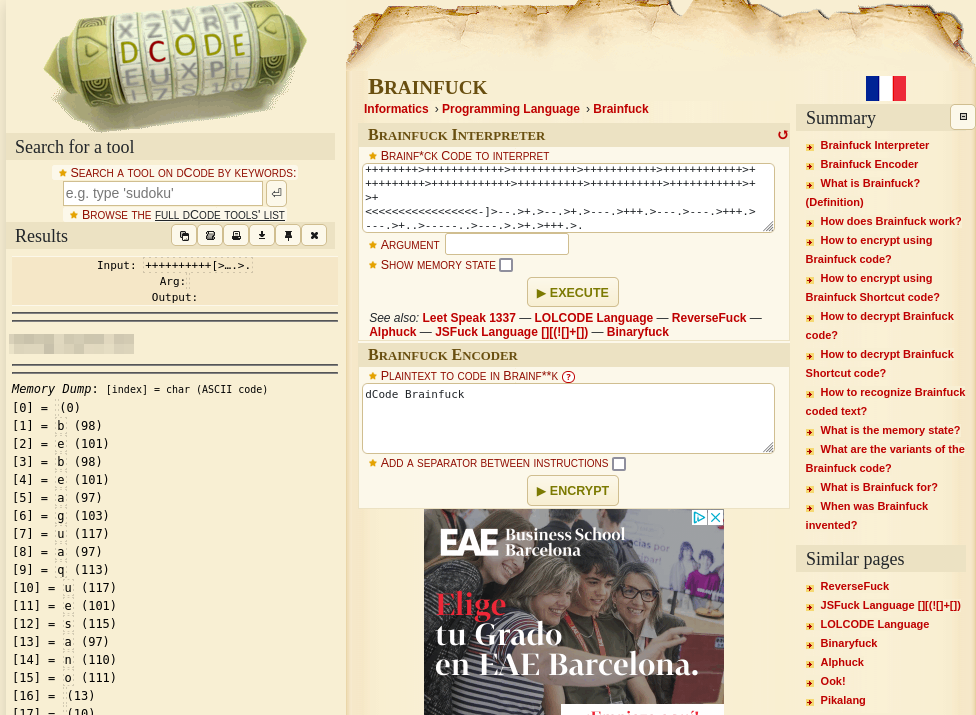 DCODE
Search for a tool
★ Search a tool on dCode by keywords:
e.g. type 'sudoku'
★ Browse the full dCode tools' list
Results
Input: ++++++++++[>….>.
Arg:
Output:
Memory Dump: [index] = char (ASCII code)
[0] = (0)
[1] = b (98)
[2] = e (101)
[3] = b (98)
[4] = e (101)
[5] = a (97)
[6] = g (103)
[7] = u (117)
[8] = a (97)
[9] = q (113)
[10] = u (117)
[11] = e (101)
[12] = s (115)
[13] = a (97)
[14] = n (110)
[15] = o (111)
[16] = (13)
[17] = (10)
Brainfuck
Informatics › Programming Language › Brainfuck
Brainfuck Interpreter
★ Brainf*ck Code to interpret
++++++++>++++++++++++>++++++++++>+++++++++++>++++++++++++>+
+++++++++>++++++++++++>++++++++++>+++++++++++>+++++++++++>+
>+
<<<<<<<<<<<<<<<<<-]>--.>+.>--.>+.>---.>+++.>---.>---.>+++.>
---.>+..>-----..>---.>.>+.>+++.>.
★ Argument
★ Show memory state
▶ EXECUTE
See also: Leet Speak 1337 — LOLCODE Language — ReverseFuck —
Alphuck — JSFuck Language [][(![]+[]) — Binaryfuck
Brainfuck Encoder
★ Plaintext to code in Brainf**k ?
dCode Brainfuck
★ Add a separator between instructions
▶ ENCRYPT
EAE Business School
Barcelona
Elige
tu Grado
en EAE Barcelona.
Summary
Brainfuck Interpreter
Brainfuck Encoder
What is Brainfuck?
(Definition)
How does Brainfuck work?
How to encrypt using
Brainfuck code?
How to encrypt using
Brainfuck Shortcut code?
How to decrypt Brainfuck
code?
How to decrypt Brainfuck
Shortcut code?
How to recognize Brainfuck
coded text?
What is the memory state?
What are the variants of the
Brainfuck code?
What is Brainfuck for?
When was Brainfuck
invented?
Similar pages
ReverseFuck
JSFuck Language [][(![]+[])
LOLCODE Language
Binaryfuck
Alphuck
Ook!
Pikalang